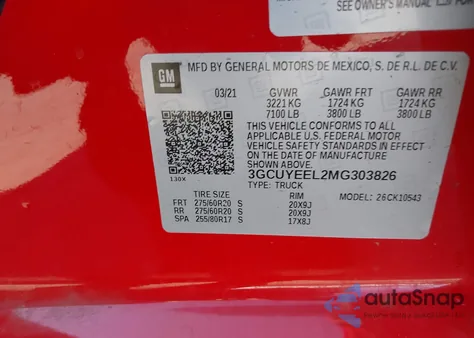 SEE OWNER'S MANUAL
GM
MFD BY GENERAL MOTORS DE MEXICO, S. DE R.L. DE C.V.
03/21 GVWR GAWR FRT GAWR RR
3221 KG 1724 KG 1724 KG
7100 LB 3800 LB 3800 LB
THIS VEHICLE CONFORMS TO ALL
APPLICABLE U.S. FEDERAL MOTOR
VEHICLE SAFETY STANDARDS IN EFFECT
ON THE DATE OF MANUFACTURE SHOWN ABOVE.
3GCUYEEL2MG303826
TYPE: TRUCK MODEL: 26CK10543
130X
TIRE SIZE RIM
FRT 275/60R20 S 20X9J
RR 275/60R20 S 20X9J
SPA 255/80R17 S 17X8J
autoSnap